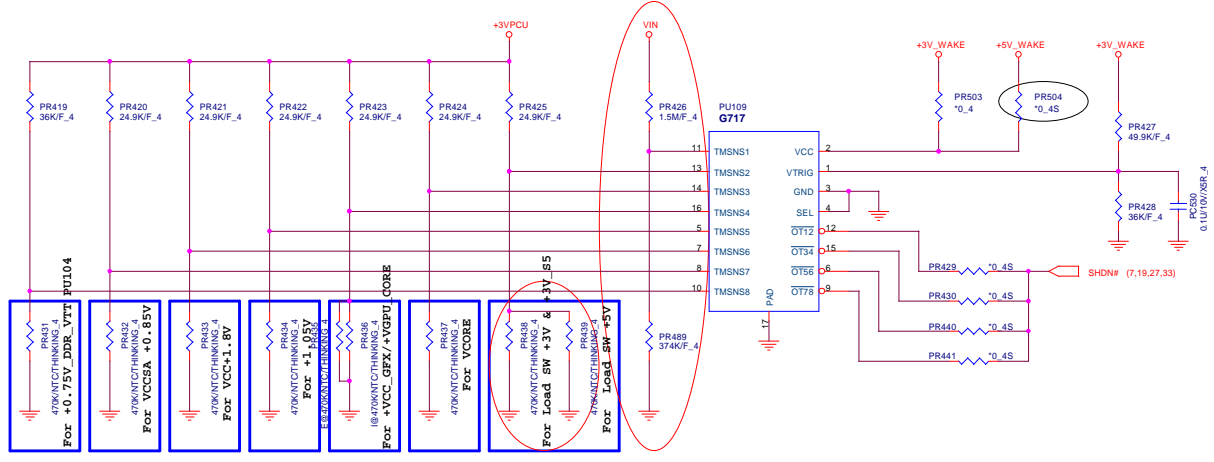 +3VPCU
VIN
+3V_WAKE
+5V_WAKE
+3V_WAKE
PR419
36K/F_4
PR420
24.9K/F_4
PR421
24.9K/F_4
PR422
24.9K/F_4
PR423
24.9K/F_4
PR424
24.9K/F_4
PR425
24.9K/F_4
PR426
1.5M/F_4
PU109
G717
PR503
*0_4
PR504
*0_4S
PR427
49.9K/F_4
11 TMSNS1
13 TMSNS2
14 TMSNS3
16 TMSNS4
5 TMSNS5
7 TMSNS6
8 TMSNS7
10 TMSNS8
VCC 2
VTRIG 1
GND 3
SEL 4
OT12 12
OT34 15
OT56 6
OT78 9
PAD
17
PR428
36K/F_4
PC530
0.1U/10V/X5R_4
PR429 *0_4S
PR430 *0_4S
PR440 *0_4S
PR441 *0_4S
SHDN# (7,19,27,33)
PR431
470K/NTC/THINKING_4
For +0.75V_DDR_VTT PU104
PR432
470K/NTC/THINKING_4
For VCCSA +0.85V
PR433
470K/NTC/THINKING_4
For VCC+1.8V
PR434
470K/NTC/THINKING_4
For +1.05V
PR435
E@470K/NTC/THINKING_4
PR436
I@470K/NTC/THINKING_4
For +VCC_GFX/+VGPU_CORE
PR437
470K/NTC/THINKING_4
For VCORE
PR438
470K/NTC/THINKING_4
For Load SW +3V & +3V_S5
PR439
470K/NTC/THINKING_4
For Load SW +5V
PR489
374K/F_4